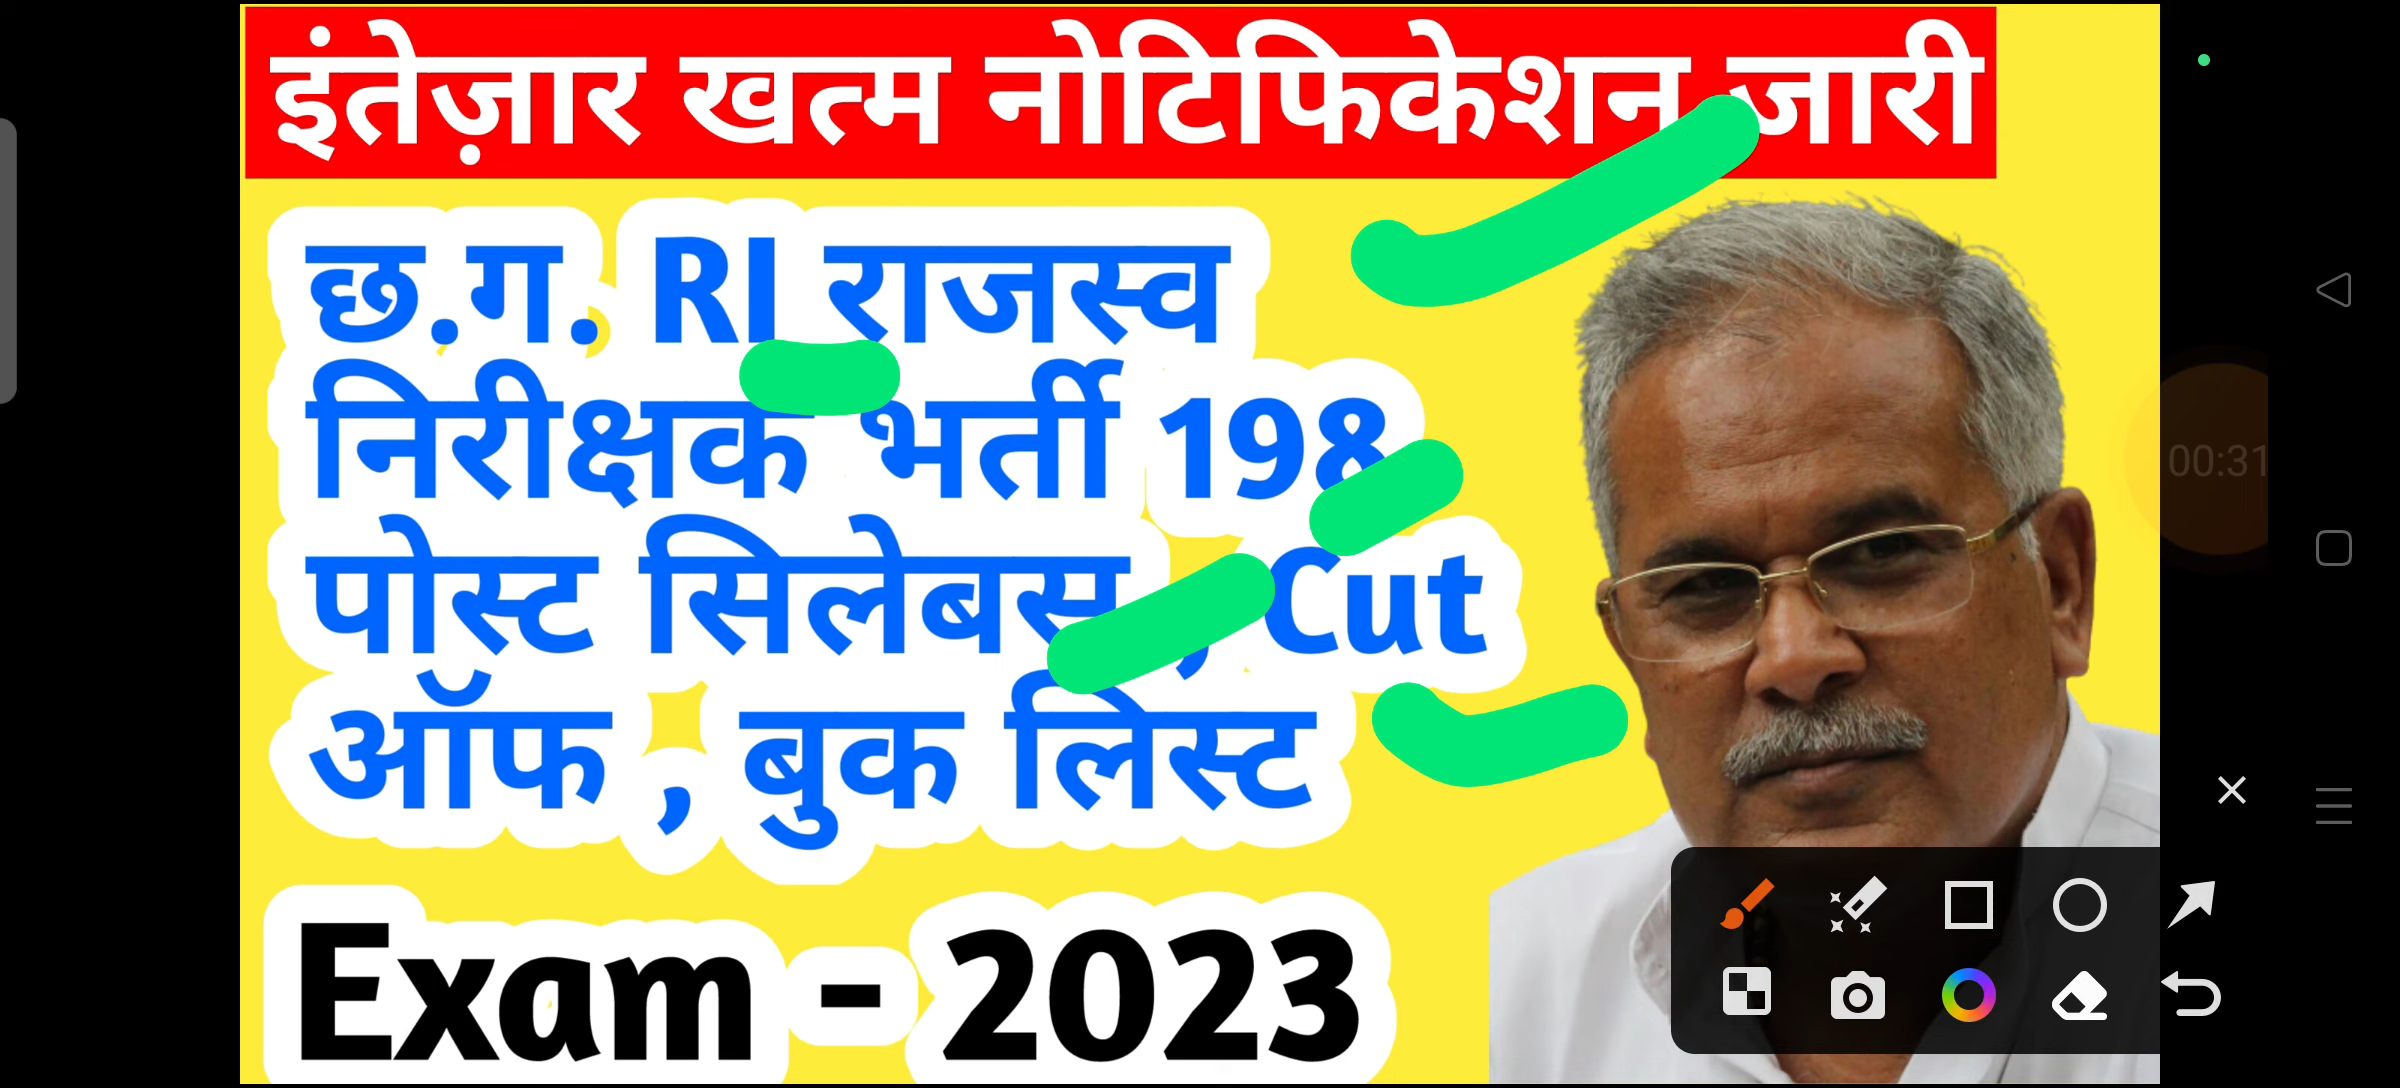 इंतेज़ार खत्म नोटिफिकेशन जारी
छ.ग. RI राजस्व
निरीक्षक भर्ती 198
पोस्ट सिलेबस, Cut
ऑफ , बुक लिस्ट
Exam - 2023
00:31